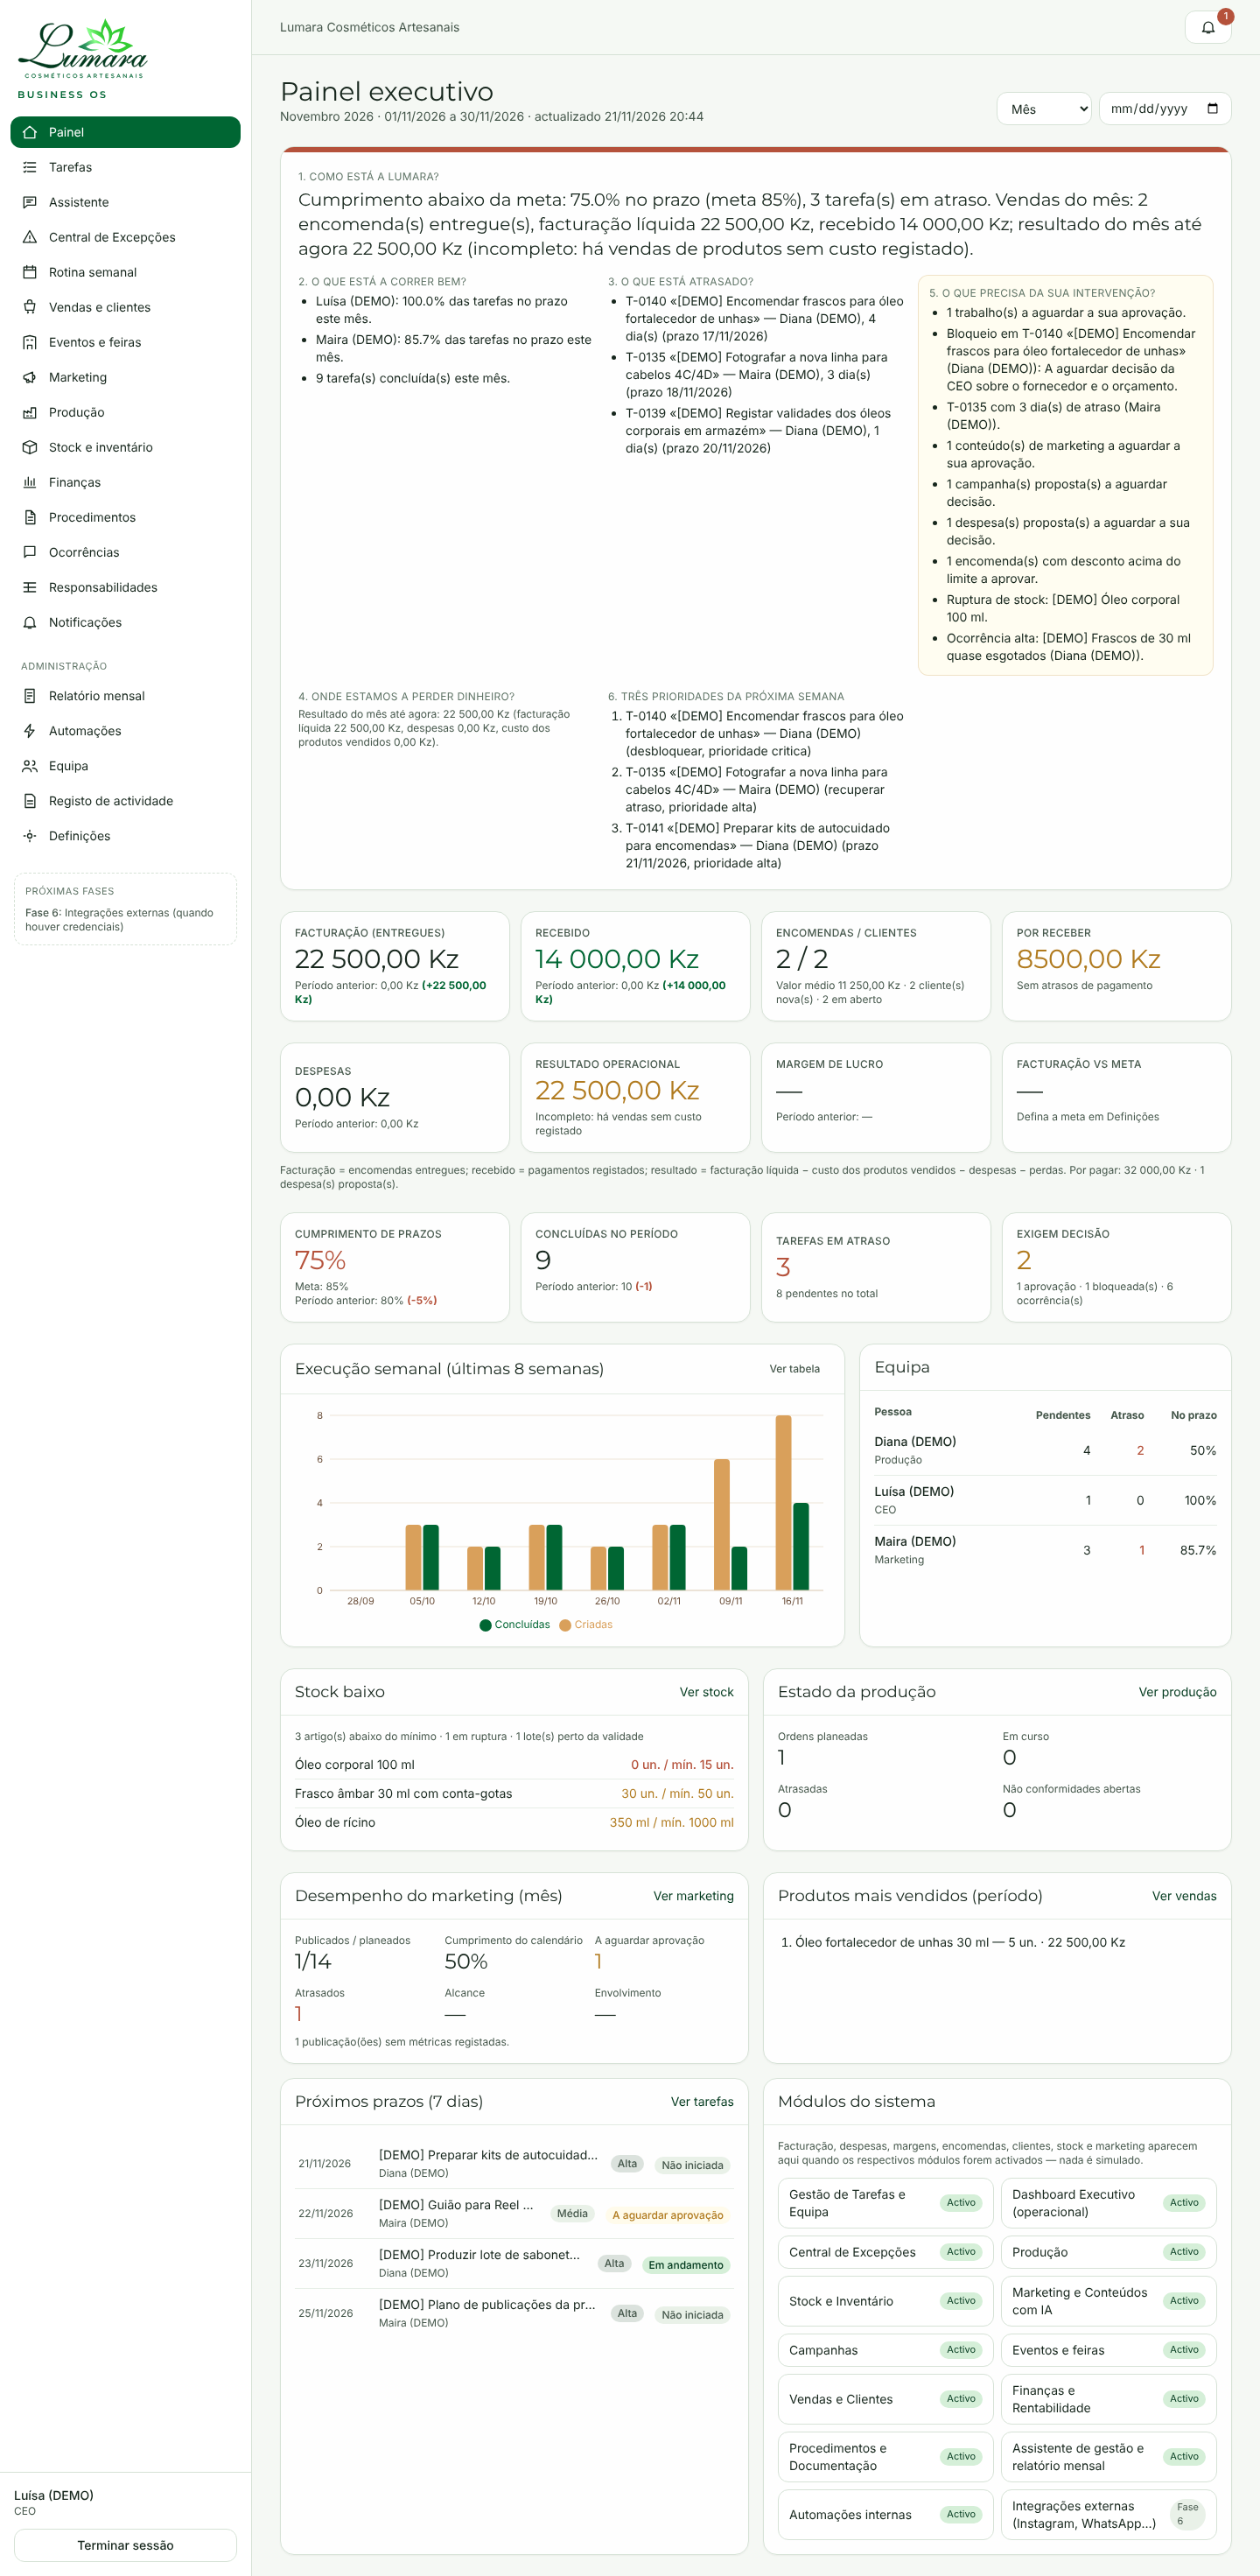 Lumara
COSMÉTICOS ARTESANAIS
BUSINESS OS
Painel
Tarefas
Assistente
Central de Excepções
Rotina semanal
Vendas e clientes
Eventos e feiras
Marketing
Produção
Stock e inventário
Finanças
Procedimentos
Ocorrências
Responsabilidades
Notificações
ADMINISTRAÇÃO
Relatório mensal
Automações
Equipa
Registo de actividade
Definições
PRÓXIMAS FASES
Fase 6: Integrações externas (quando
houver credenciais)
Luísa (DEMO)
CEO
Terminar sessão
Lumara Cosméticos Artesanais
1
Painel executivo
Novembro 2026 · 01/11/2026 a 30/11/2026 · actualizado 21/11/2026 20:44
Mês
mm/dd/yyyy
1. COMO ESTÁ A LUMARA?
Cumprimento abaixo da meta: 75.0% no prazo (meta 85%), 3 tarefa(s) em atraso. Vendas do mês: 2
encomenda(s) entregue(s), facturação líquida 22 500,00 Kz, recebido 14 000,00 Kz; resultado do mês até
agora 22 500,00 Kz (incompleto: há vendas de produtos sem custo registado).
2. O QUE ESTÁ A CORRER BEM?
• Luísa (DEMO): 100.0% das tarefas no prazo
este mês.
• Maira (DEMO): 85.7% das tarefas no prazo este
mês.
• 9 tarefa(s) concluída(s) este mês.
3. O QUE ESTÁ ATRASADO?
• T-0140 «[DEMO] Encomendar frascos para óleo
fortalecedor de unhas» — Diana (DEMO), 4
dia(s) (prazo 17/11/2026)
• T-0135 «[DEMO] Fotografar a nova linha para
cabelos 4C/4D» — Maira (DEMO), 3 dia(s)
(prazo 18/11/2026)
• T-0139 «[DEMO] Registar validades dos óleos
corporais em armazém» — Diana (DEMO), 1
dia(s) (prazo 20/11/2026)
5. O QUE PRECISA DA SUA INTERVENÇÃO?
• 1 trabalho(s) a aguardar a sua aprovação.
• Bloqueio em T-0140 «[DEMO] Encomendar
frascos para óleo fortalecedor de unhas»
(Diana (DEMO)): A aguardar decisão da
CEO sobre o fornecedor e o orçamento.
• T-0135 com 3 dia(s) de atraso (Maira
(DEMO)).
• 1 conteúdo(s) de marketing a aguardar a
sua aprovação.
• 1 campanha(s) proposta(s) a aguardar
decisão.
• 1 despesa(s) proposta(s) a aguardar a sua
decisão.
• 1 encomenda(s) com desconto acima do
limite a aprovar.
• Ruptura de stock: [DEMO] Óleo corporal
100 ml.
• Ocorrência alta: [DEMO] Frascos de 30 ml
quase esgotados (Diana (DEMO)).
4. ONDE ESTAMOS A PERDER DINHEIRO?
Resultado do mês até agora: 22 500,00 Kz (facturação
líquida 22 500,00 Kz, despesas 0,00 Kz, custo dos
produtos vendidos 0,00 Kz).
6. TRÊS PRIORIDADES DA PRÓXIMA SEMANA
1. T-0140 «[DEMO] Encomendar frascos para óleo
fortalecedor de unhas» — Diana (DEMO)
(desbloquear, prioridade critica)
2. T-0135 «[DEMO] Fotografar a nova linha para
cabelos 4C/4D» — Maira (DEMO) (recuperar
atraso, prioridade alta)
3. T-0141 «[DEMO] Preparar kits de autocuidado
para encomendas» — Diana (DEMO) (prazo
21/11/2026, prioridade alta)
FACTURAÇÃO (ENTREGUES)
22 500,00 Kz
Período anterior: 0,00 Kz (+22 500,00
Kz)
RECEBIDO
14 000,00 Kz
Período anterior: 0,00 Kz (+14 000,00
Kz)
ENCOMENDAS / CLIENTES
2 / 2
Valor médio 11 250,00 Kz · 2 cliente(s)
nova(s) · 2 em aberto
POR RECEBER
8500,00 Kz
Sem atrasos de pagamento
DESPESAS
0,00 Kz
Período anterior: 0,00 Kz
RESULTADO OPERACIONAL
22 500,00 Kz
Incompleto: há vendas sem custo
registado
MARGEM DE LUCRO
—
Período anterior: —
FACTURAÇÃO VS META
—
Defina a meta em Definições
Facturação = encomendas entregues; recebido = pagamentos registados; resultado = facturação líquida − custo dos produtos vendidos − despesas − perdas. Por pagar: 32 000,00 Kz · 1
despesa(s) proposta(s).
CUMPRIMENTO DE PRAZOS
75%
Meta: 85%
Período anterior: 80% (-5%)
CONCLUÍDAS NO PERÍODO
9
Período anterior: 10 (-1)
TAREFAS EM ATRASO
3
8 pendentes no total
EXIGEM DECISÃO
2
1 aprovação · 1 bloqueada(s) · 6
ocorrência(s)
Execução semanal (últimas 8 semanas)
Ver tabela
8
6
4
2
0
28/09 05/10 12/10 19/10 26/10 02/11 09/11 16/11
Concluídas Criadas
Equipa
Pessoa Pendentes Atraso No prazo
Diana (DEMO)
Produção
4 2 50%
Luísa (DEMO)
CEO
1 0 100%
Maira (DEMO)
Marketing
3 1 85.7%
Stock baixo
Ver stock
3 artigo(s) abaixo do mínimo · 1 em ruptura · 1 lote(s) perto da validade
Óleo corporal 100 ml 0 un. / mín. 15 un.
Frasco âmbar 30 ml com conta-gotas 30 un. / mín. 50 un.
Óleo de rícino 350 ml / mín. 1000 ml
Estado da produção
Ver produção
Ordens planeadas
1
Em curso
0
Atrasadas
0
Não conformidades abertas
0
Desempenho do marketing (mês)
Ver marketing
Publicados / planeados
1/14
Cumprimento do calendário
50%
A aguardar aprovação
1
Atrasados
1
Alcance
—
Envolvimento
—
1 publicação(ões) sem métricas registadas.
Produtos mais vendidos (período)
Ver vendas
1. Óleo fortalecedor de unhas 30 ml — 5 un. · 22 500,00 Kz
Próximos prazos (7 dias)
Ver tarefas
21/11/2026 [DEMO] Preparar kits de autocuidad... Alta Não iniciada
Diana (DEMO)
22/11/2026 [DEMO] Guião para Reel ... Média A aguardar aprovação
Maira (DEMO)
23/11/2026 [DEMO] Produzir lote de sabonet... Alta Em andamento
Diana (DEMO)
25/11/2026 [DEMO] Plano de publicações da pr... Alta Não iniciada
Maira (DEMO)
Módulos do sistema
Facturação, despesas, margens, encomendas, clientes, stock e marketing aparecem
aqui quando os respectivos módulos forem activados — nada é simulado.
Gestão de Tarefas e
Equipa
Activo
Dashboard Executivo
(operacional)
Activo
Central de Excepções Activo
Produção Activo
Stock e Inventário Activo
Marketing e Conteúdos
com IA
Activo
Campanhas Activo
Eventos e feiras Activo
Vendas e Clientes Activo
Finanças e
Rentabilidade
Activo
Procedimentos e
Documentação
Activo
Assistente de gestão e
relatório mensal
Activo
Automações internas Activo
Integrações externas
(Instagram, WhatsApp...)
Fase
6